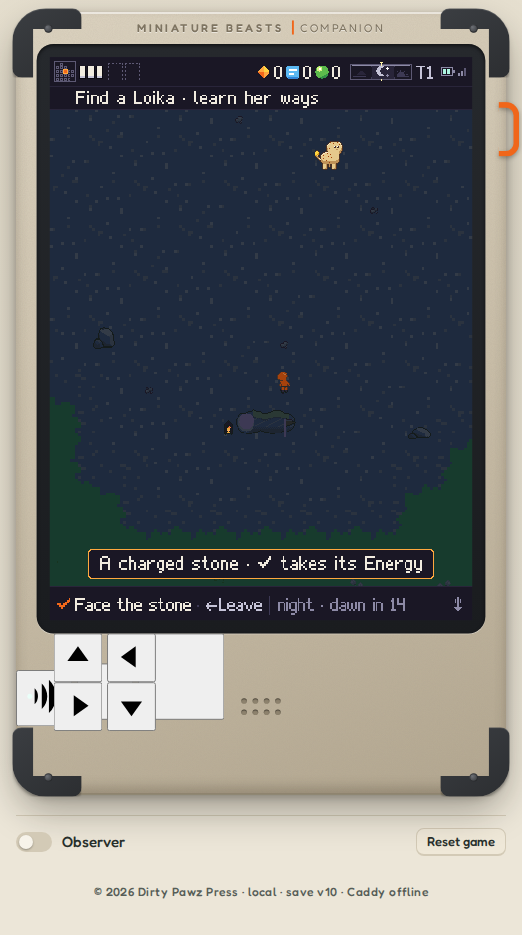 MINIATURE BEASTS | COMPANION
0 0 0 T1
Find a Loika · learn her ways
A charged stone · ✓ takes its Energy
✓ Face the stone · ←Leave | night · dawn in 14
Observer
Reset game
© 2026 Dirty Pawz Press · local · save v10 · Caddy offline